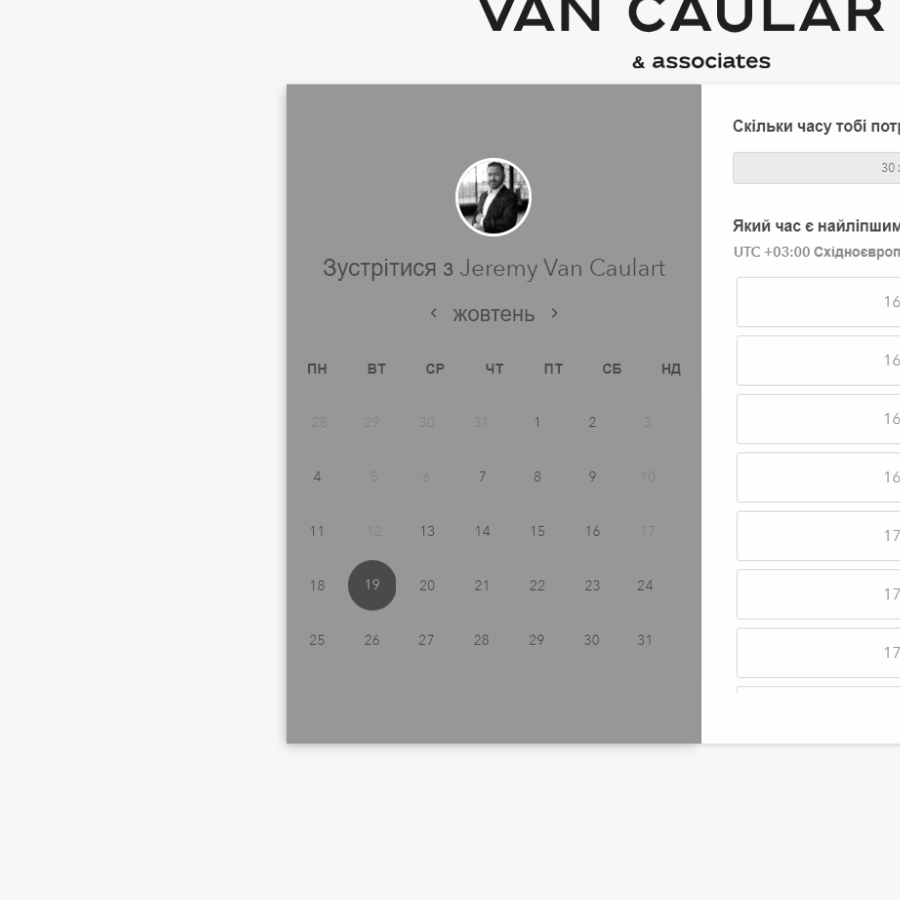 VAN CAULAR
& associates
Зустрітися з Jeremy Van Caulart
‹ жовтень ›
ПН ВТ СР ЧТ ПТ СБ НД
28 29 30 31 1 2 3
4 5 6 7 8 9 10
11 12 13 14 15 16 17
18 19 20 21 22 23 24
25 26 27 28 29 30 31
Скільки часу тобі пот
30
Який час є найліпшим
UTC +03:00 Східноєвроп
16
16
16
16
17
17
17